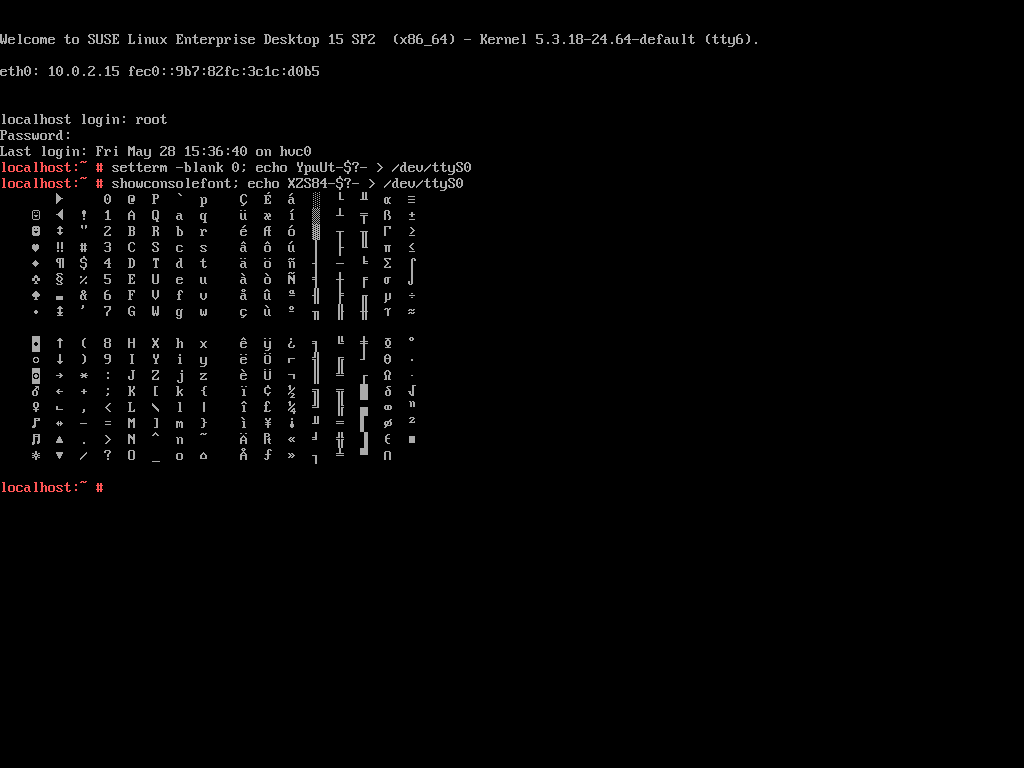 Welcome to SUSE Linux Enterprise Desktop 15 SP2  (x86_64) - Kernel 5.3.18-24.64-default (tty6).
eth0: 10.0.2.15 fec0::9b7:82fc:3c1c:d0b5
localhost login: root
Password:
Last login: Fri May 28 15:36:40 on hvc0
localhost:~ # setterm -blank 0; echo YpuUt-$?- > /dev/ttyS0
localhost:~ # showconsolefont; echo XZS84-$?- > /dev/ttyS0
► 0 @ P ` p Ç É á ░ └ ╨ α ≡
☺ ◄ ! 1 A Q a q ü æ í ▒ ┴ ╤ ß ±
☻ ↕ " 2 B R b r é ó ▓ ┬ ╥ Γ ≥
♥ ‼ # 3 C S c s â ô ú │ ├ ╙ π ≤
♦ ¶ $ 4 D T d t ä ö ñ ┤ ─ ╘ Σ ⌠
♣ § % 5 E U e u à ò Ñ ╡ ┼ ╒ σ ⌡
♠ ▬ & 6 F V f v å û ª ╢ ╞ ╓ µ ÷
• ↨ ' 7 G W g w ç ù º ╖ ╟ ╫ τ ≈
◘ ↑ ( 8 H X h x ê ÿ ¿ ╕ ╚ ╪ Φ °
○ ↓ ) 9 I Y i y ë Ö ⌐ ╣ ╔ ┘ Θ ∙
◙ → * : J Z j z è Ü ¬ ║ ═ ┌ Ω ·
♂ ← + ; K [ k { ï ¢ ½ ╗ ╦ █ δ √
♀ ∟ , < L \ l | î £ ¼ ╝ ╠ ▄ ∞ ⁿ
♪ ↔ - = M ] m } ì ¥ ¡ ╜ ═ ▌ ø ²
♫ ▲ . > N ^ n ~ Ä « ╛ ╬ ▐ ∈ ■
☼ ▼ / ? O _ o ⌂ Å ƒ » ┐ ╧ ▀ ∩
localhost:~ #